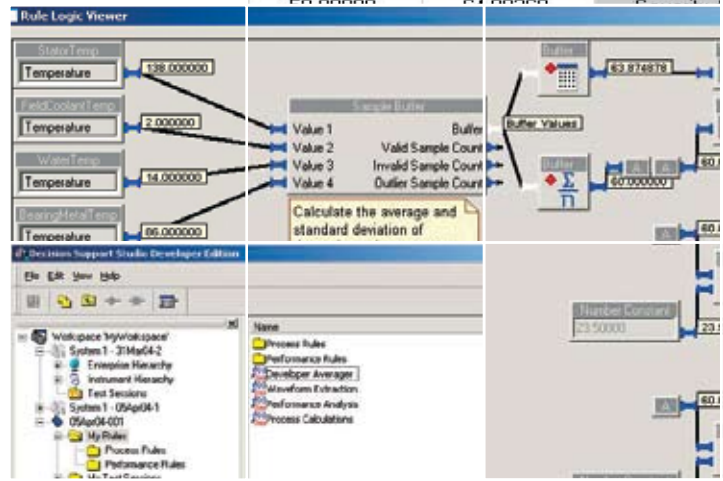 Rule Logic Viewer
StatorTemp
Temperature
138.000000
FieldCoolantTemp
Temperature
2.000000
WaterTemp
Temperature
14.000000
BearingMetalTemp
Temperature
86.000000
Sample Buffer
Value 1 Buffer
Value 2 Valid Sample Count
Value 3 Invalid Sample Count
Value 4 Outlier Sample Count
Calculate the average and
standard deviation of
Buffer
63.874878
Buffer Values
Buffer
Σ
n
A A
60.000000
A
Number Constant
23.50000
A
Decision Support Studio Developer Edition
File Edit View Help
Workspace 'MyWorkspace'
System 1 - 31Mar04-2
Enterprise Hierarchy
Instrument Hierarchy
Test Sessions
System 1 - 05Apr04-1
05Apr04-001
My Rules
Process Rules
Performance Rules
My Test Sessions
Name
Process Rules
Performance Rules
Developer Averager
Waveform Extraction
Performance Analysis
Process Calculations